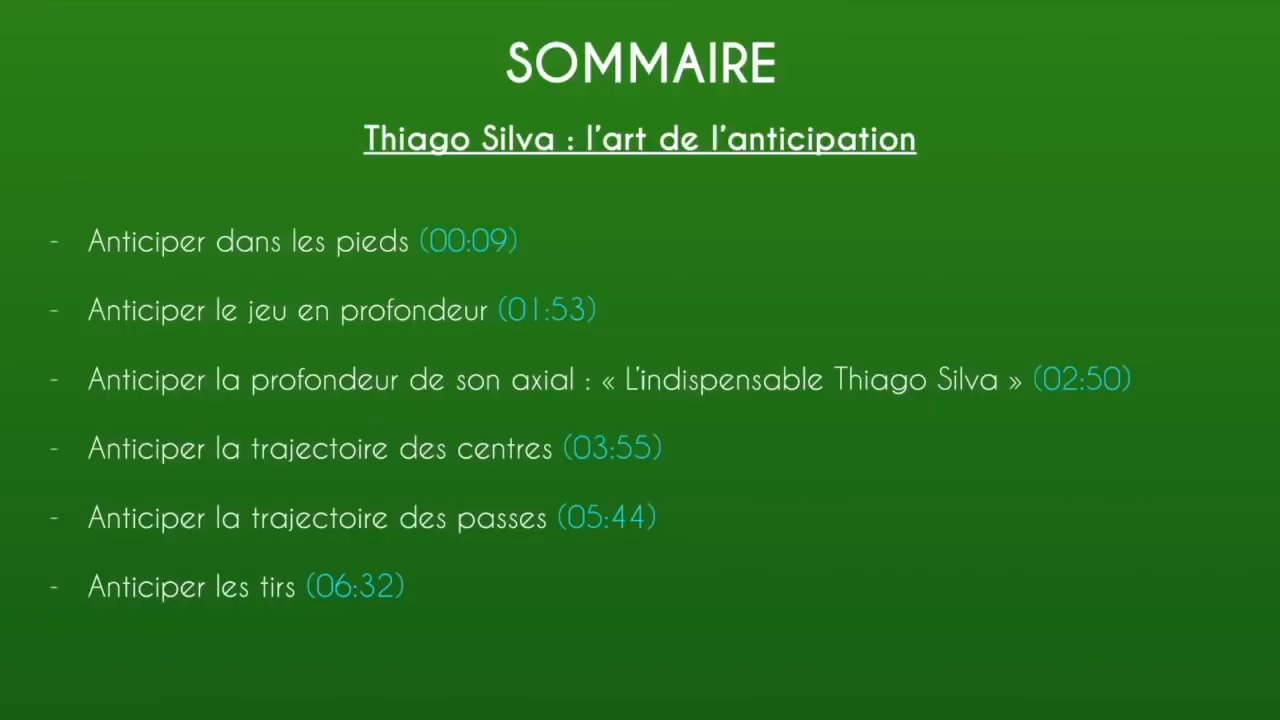 SOMMAIRE
Thiago Silva : l’art de l’anticipation
- Anticiper dans les pieds (00:09)
- Anticiper le jeu en profondeur (01:53)
- Anticiper la profondeur de son axial : « L’indispensable Thiago Silva » (02:50)
- Anticiper la trajectoire des centres (03:55)
- Anticiper la trajectoire des passes (05:44)
- Anticiper les tirs (06:32)